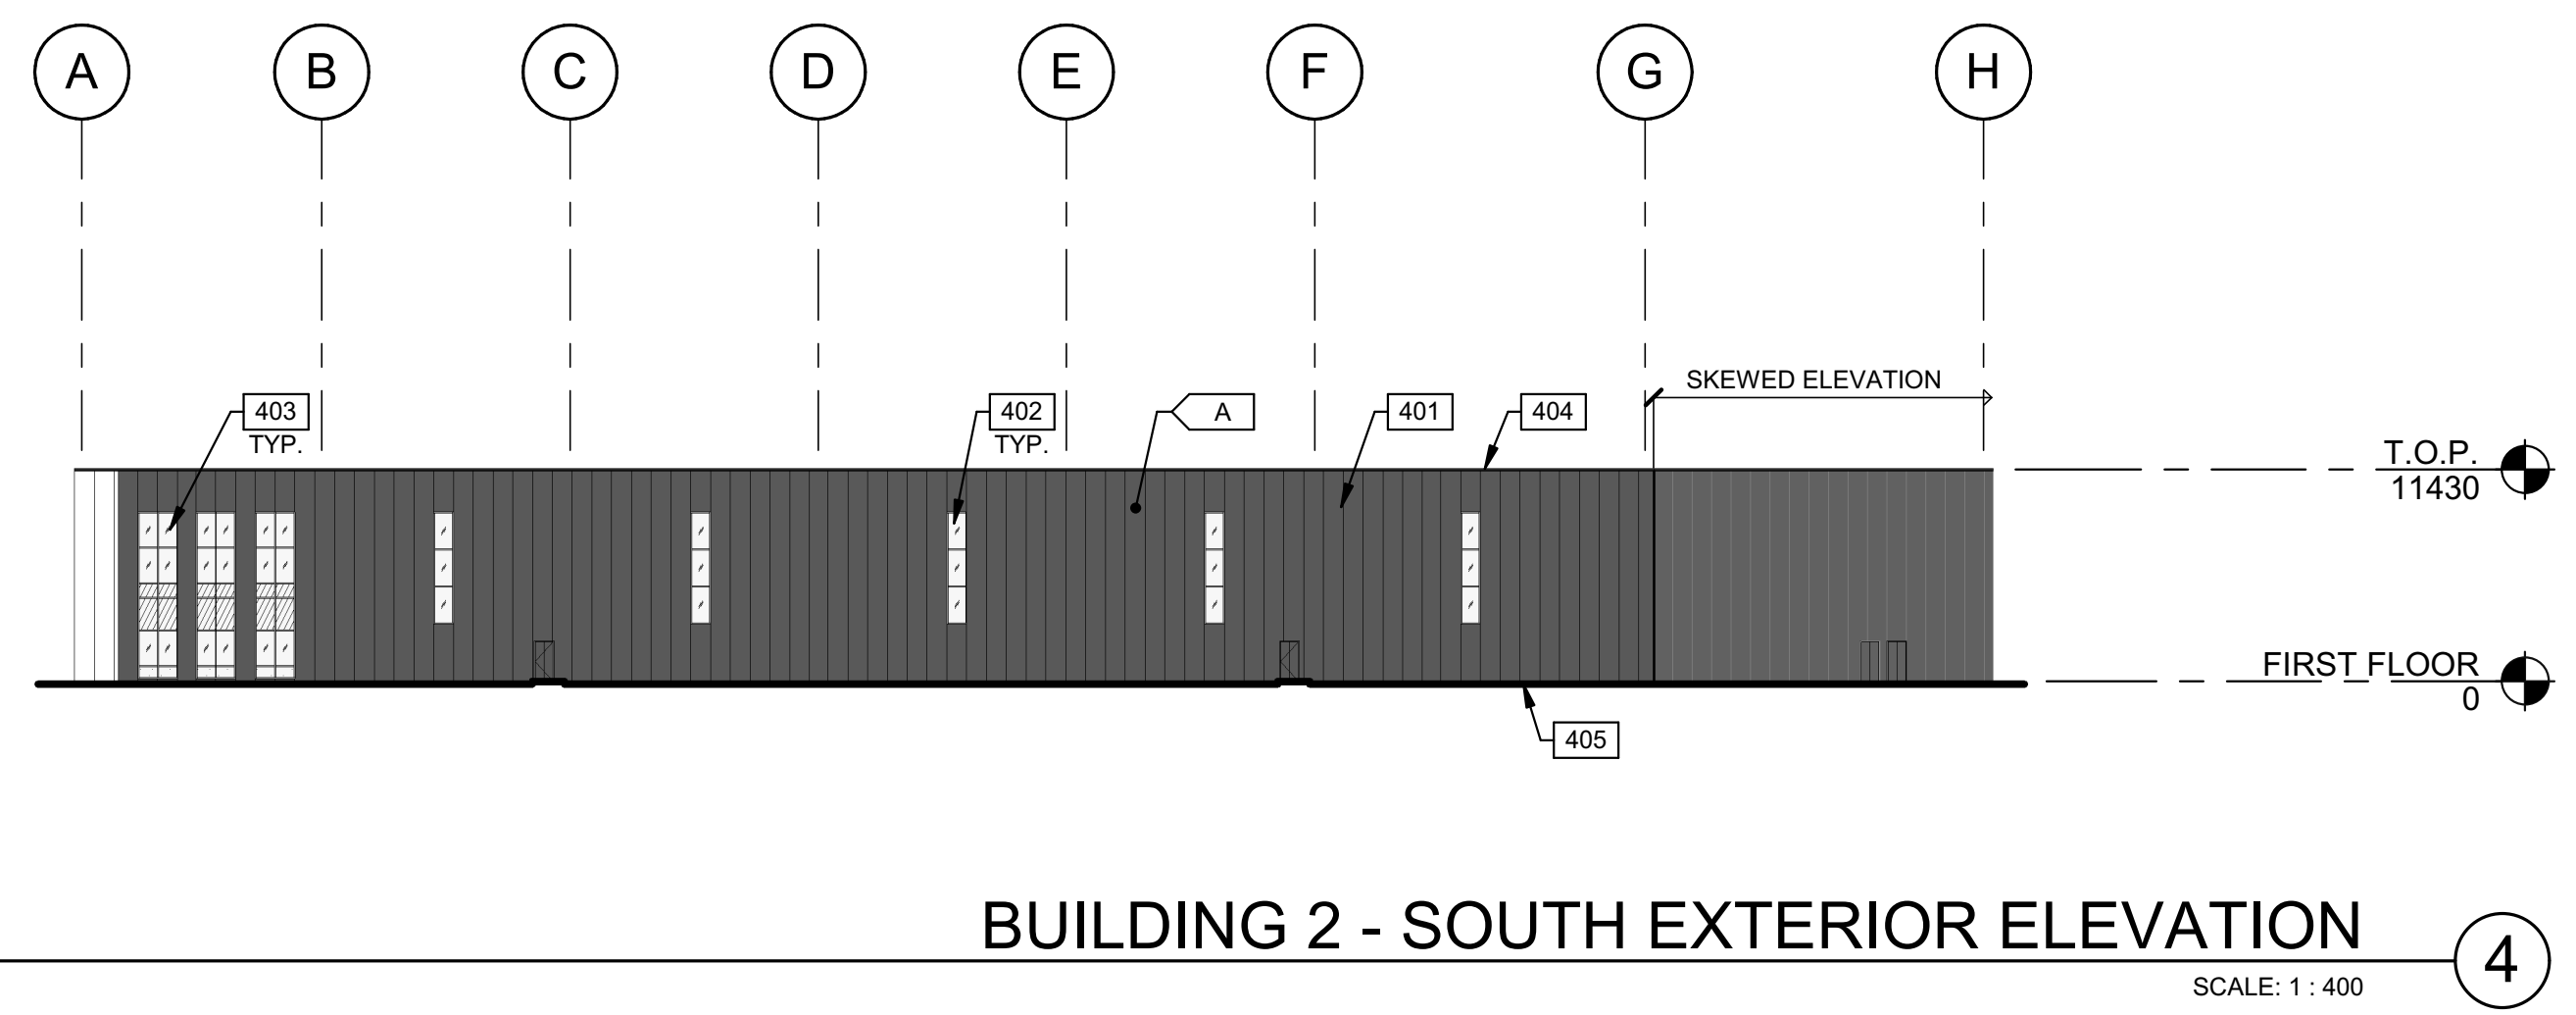 A B C D E F G H
SKEWED ELEVATION
403
TYP.
402
TYP.
A
401
404
T.O.P.
11430
FIRST FLOOR
0
405
BUILDING 2 - SOUTH EXTERIOR ELEVATION
4
SCALE: 1 : 400